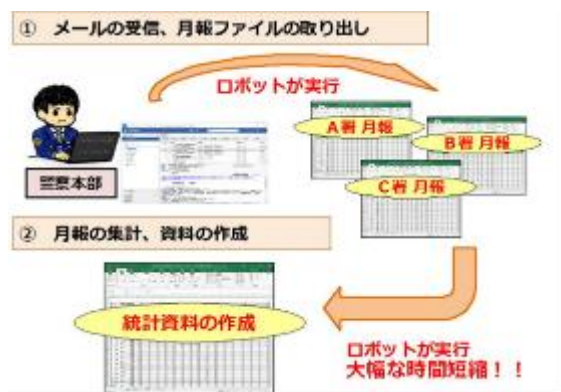 ① メールの受信、月報ファイルの取り出し
ロボットが実行
A署 月報
B署 月報
C署 月報
警察本部
② 月報の集計、資料の作成
統計資料の作成
ロボットが実行
大幅な時間短縮！！